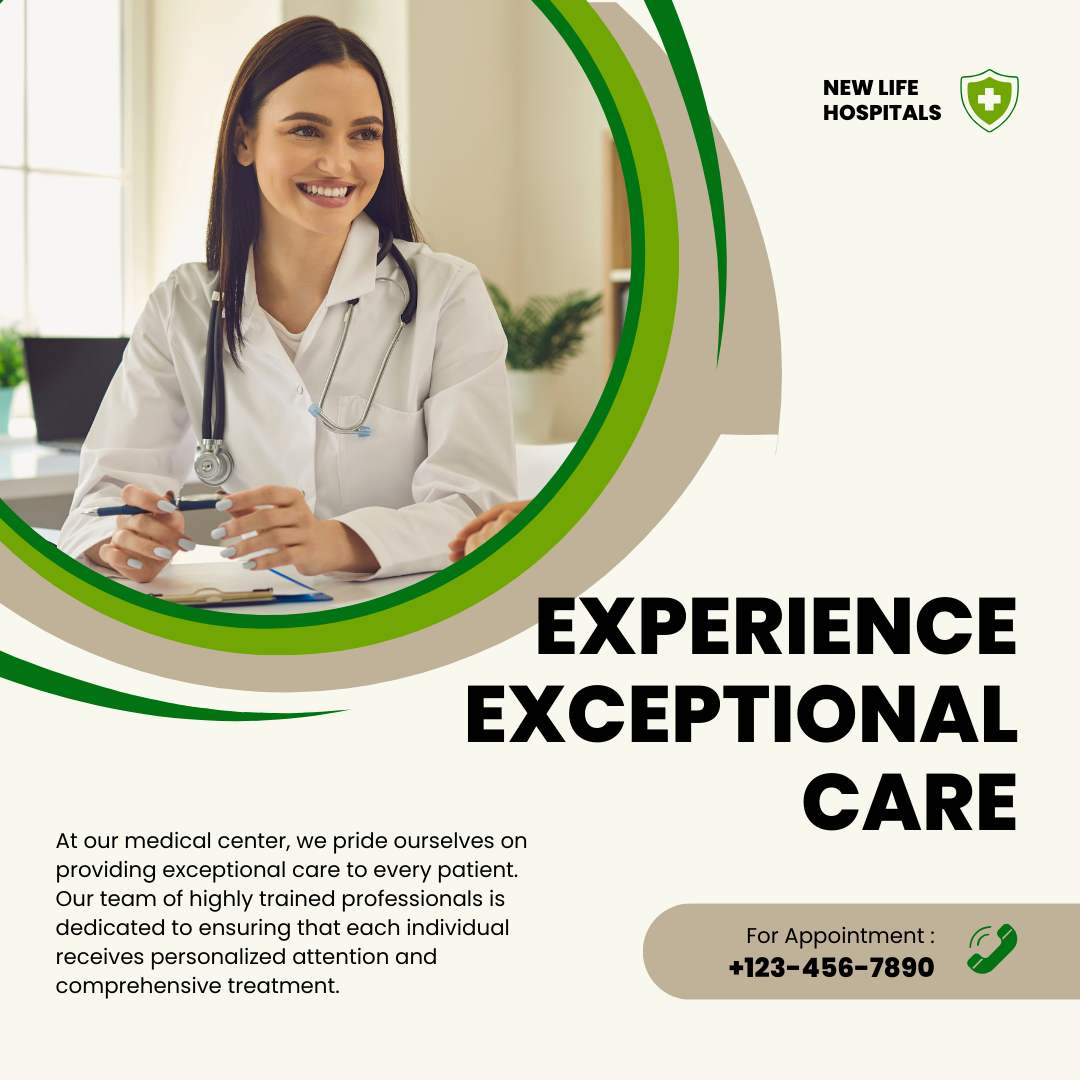 NEW LIFE
HOSPITALS
EXPERIENCE
EXCEPTIONAL
CARE
At our medical center, we pride ourselves on
providing exceptional care to every patient.
Our team of highly trained professionals is
dedicated to ensuring that each individual
receives personalized attention and
comprehensive treatment.
For Appointment :
+123-456-7890